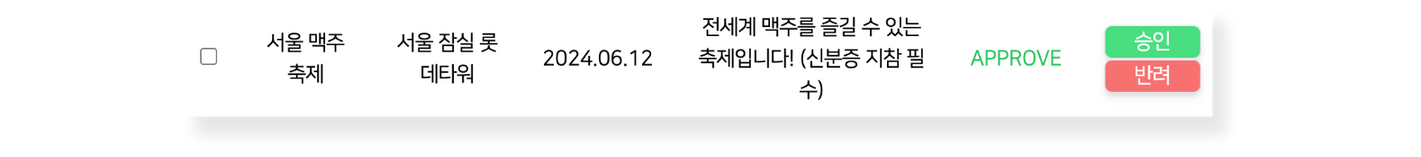 서울 맥주
축제
서울 잠실 롯
데타워
2024.06.12
전세계 맥주를 즐길 수 있는
축제입니다! (신분증 지참 필
수)
APPROVE
승인
반려